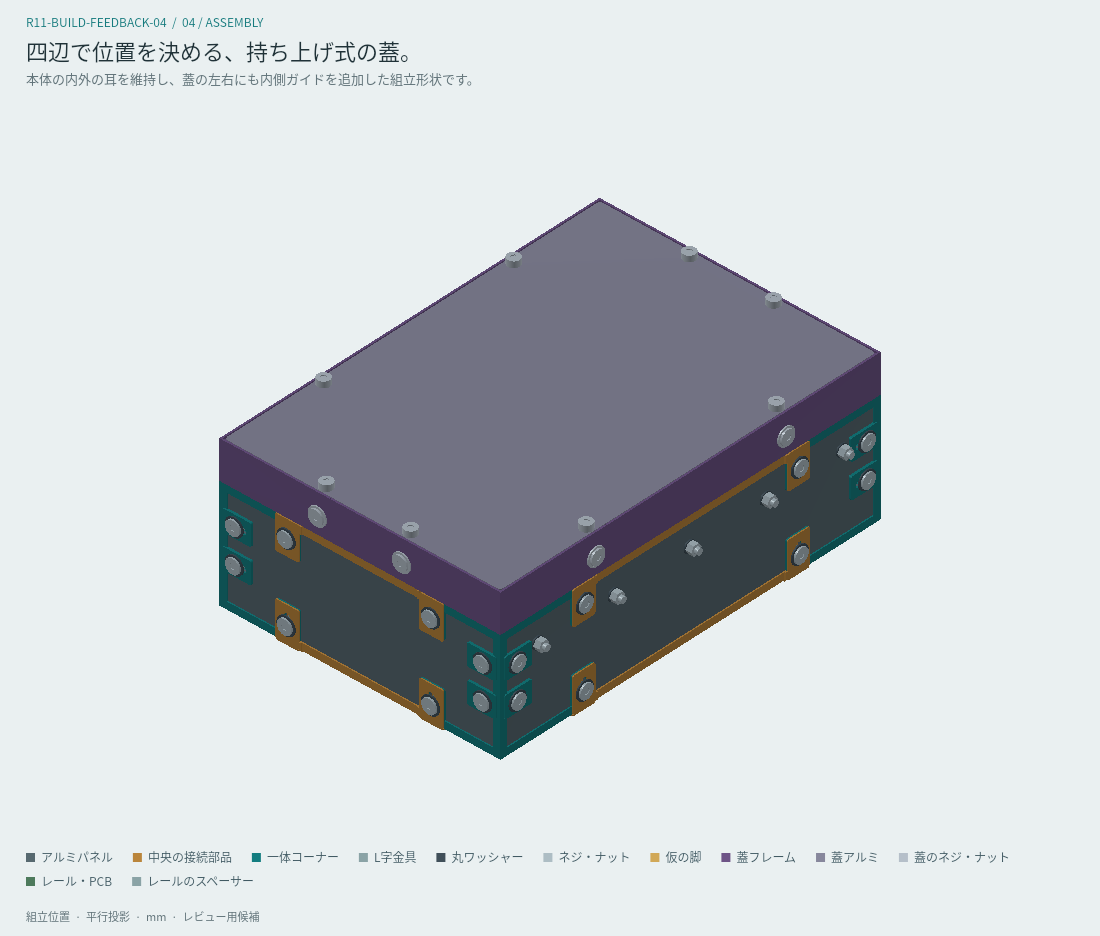 R11-BUILD-FEEDBACK-04 / 04 / ASSEMBLY
四辺で位置を決める、持ち上げ式の蓋。
本体の内外の耳を維持し、蓋の左右にも内側ガイドを追加した組立形状です。
アルミパネル 中央の接続部品 一体コーナー L字金具 丸ワッシャー ネジ・ナット 仮の脚 蓋フレーム 蓋アルミ 蓋のネジ・ナット
レール・PCB レールのスペーサー
組立位置 · 平行投影 · mm · レビュー用候補